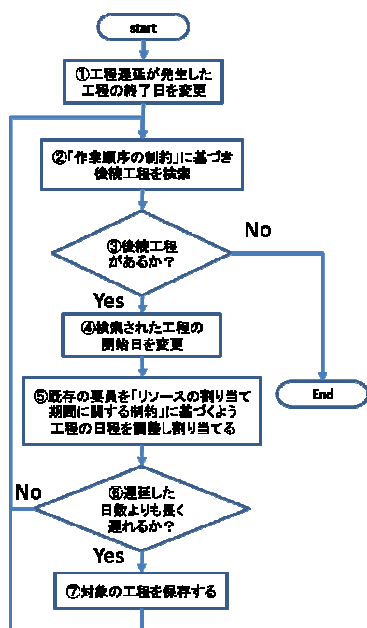 start
①工程遅延が発生した
工程の終了日を変更
②「作業順序の制約」に基づき
後続工程を検索
③後続工程
があるか？
No
Yes
④検索された工程の
開始日を変更
End
⑤既存の要員を「リソースの割り当て
期間に関する制約」に基づくよう
工程の日程を調整し割り当てる
⑥遅延した
日数よりも長く
遅れるか？
No
Yes
⑦対象の工程を保存する